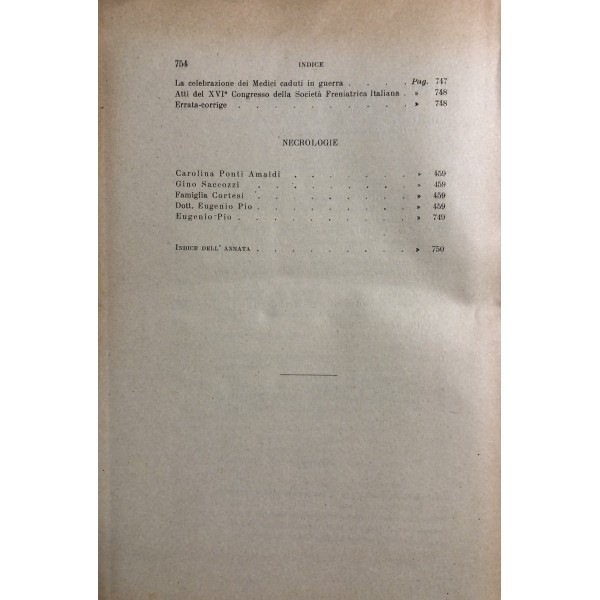 754 INDICE
La celebrazione dei Medici caduti in guerra . . . . Pag. 747
Atti del XVIº Congresso della Società Freniatrica Italiana . » 748
Errata-corrige . . . . . . . . . . » 748
NECROLOGIE
Carolina Ponti Amaldi . . . . . . . » 459
Gino Saccozzi . . . . . . . . . » 459
Famiglia Cortesi . . . . . . . . . » 459
Dott. Eugenio Pio . . . . . . . . . » 459
Eugenio Pio . . . . . . . . . . » 749
INDICE DELL' ANNATA . . . . . . . . . » 750